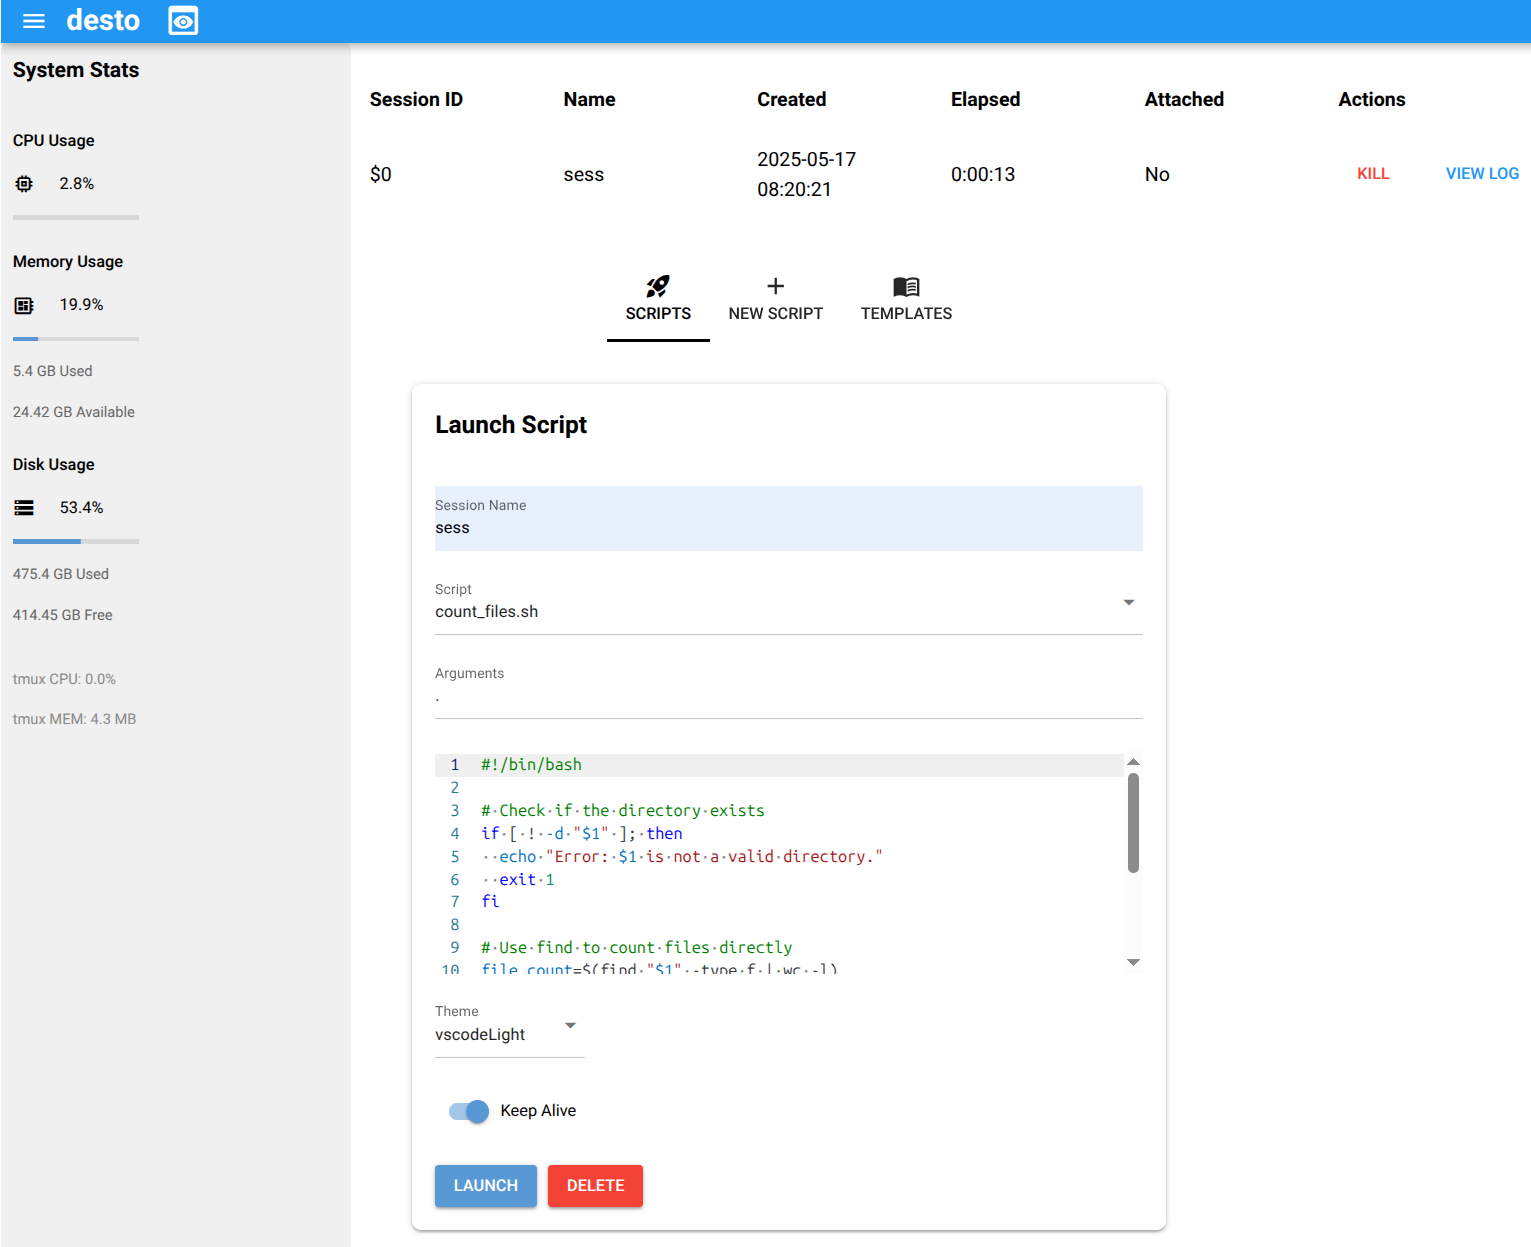 desto
System Stats
CPU Usage
2.8%
Memory Usage
19.9%
5.4 GB Used
24.42 GB Available
Disk Usage
53.4%
475.4 GB Used
414.45 GB Free
tmux CPU: 0.0%
tmux MEM: 4.3 MB
Session ID Name Created Elapsed Attached Actions
$0 sess 2025-05-17 08:20:21 0:00:13 No KILL VIEW LOG
SCRIPTS NEW SCRIPT TEMPLATES
Launch Script
Session Name
sess
Script
count_files.sh
Arguments
.
1 #!/bin/bash
2
3 #·Check·if·the·directory·exists
4 if·[·!·-d·"$1"·];·then
5 ··echo·"Error:·$1·is·not·a·valid·directory."
6 ··exit·1
7 fi
8
9 #·Use·find·to·count·files·directly
10 file_count=$(find·"$1"·-type·f·|·wc·-l)
Theme
vscodeLight
Keep Alive
LAUNCH DELETE